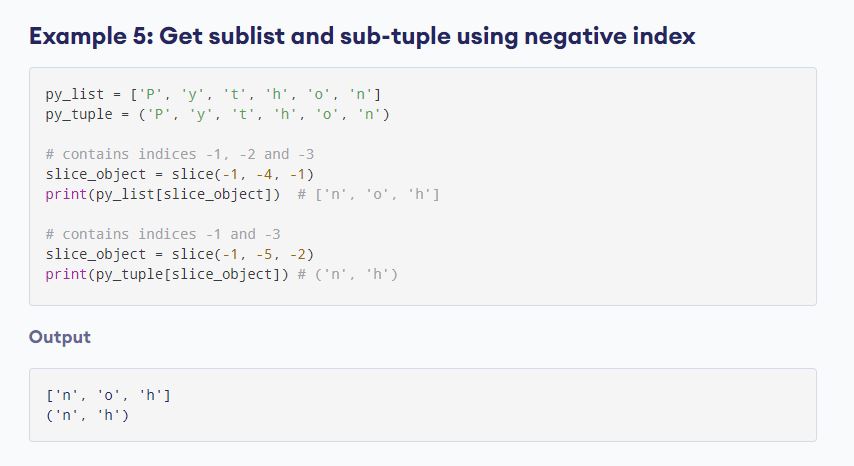 Example 5: Get sublist and sub-tuple using negative index
py_list = ['P', 'y', 't', 'h', 'o', 'n']
py_tuple = ('P', 'y', 't', 'h', 'o', 'n')
# contains indices -1, -2 and -3
slice_object = slice(-1, -4, -1)
print(py_list[slice_object])  # ['n', 'o', 'h']
# contains indices -1 and -3
slice_object = slice(-1, -5, -2)
print(py_tuple[slice_object]) # ('n', 'h')
Output
['n', 'o', 'h']
('n', 'h')